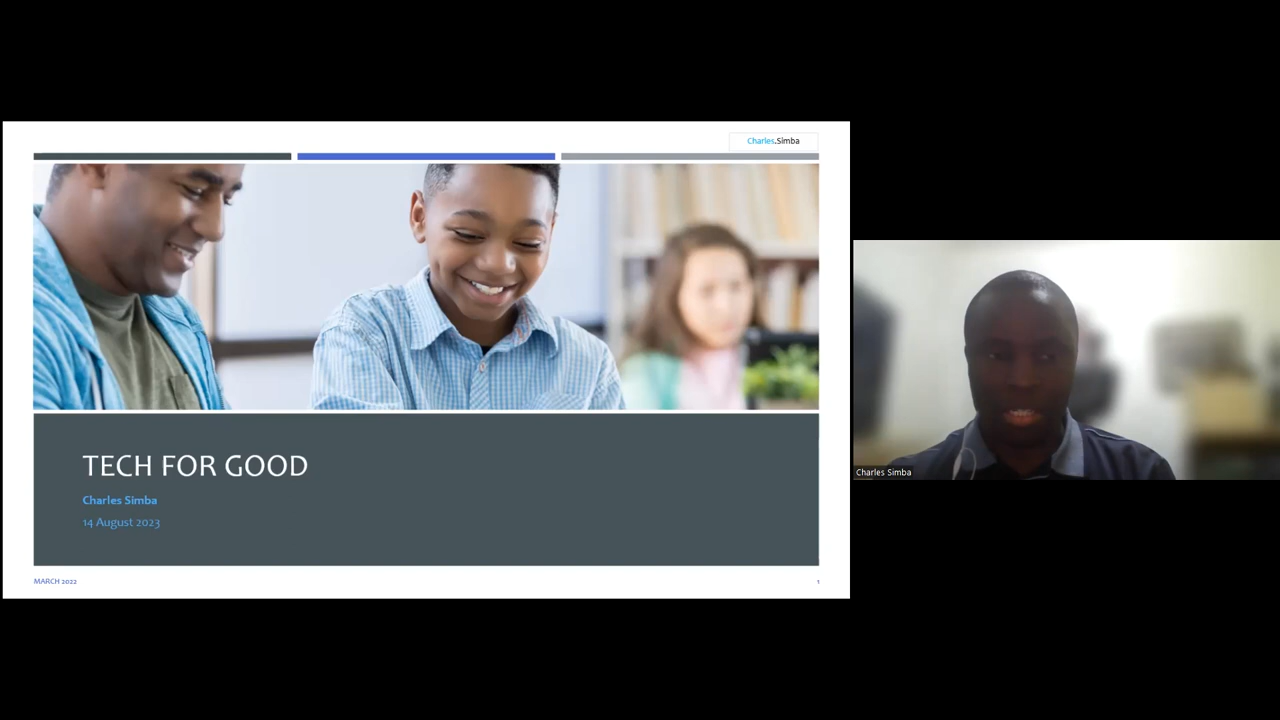 Charles.Simba
TECH FOR GOOD
Charles Simba
14 August 2023
MARCH 2022
1
Charles Simba